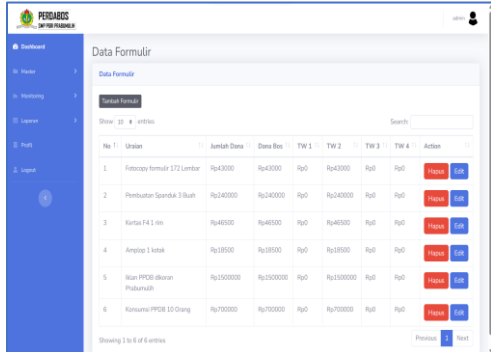 PERDABOS
SMP PGRI PRABUMULIH
admin
Dashboard
Master
Monitoring
Laporan
Profil
Logout
Data Formulir
Data Formulir
Tambah Formulir
Show 10 entries
Search:
No Uraian Jumlah Dana Dana Bos TW 1 TW 2 TW 3 TW 4 Action
1 Fotocopy formulir 172 Lembar Rp43000 Rp43000 Rp0 Rp43000 Rp0 Rp0 Hapus Edit
2 Pembuatan Spanduk 3 Buah Rp240000 Rp240000 Rp0 Rp240000 Rp0 Rp0 Hapus Edit
3 Kertas F4 1 rim Rp46500 Rp46500 Rp0 Rp46500 Rp0 Rp0 Hapus Edit
4 Amplop 1 kotak Rp18500 Rp18500 Rp0 Rp18500 Rp0 Rp0 Hapus Edit
5 Iklan PPDB dikoran Rp1500000 Rp1500000 Rp0 Rp1500000 Rp0 Rp0 Hapus Edit
Prabumulih
6 Konsumsi PPDB 10 Orang Rp700000 Rp700000 Rp0 Rp700000 Rp0 Rp0 Hapus Edit
Showing 1 to 6 of 6 entries
Previous 1 Next